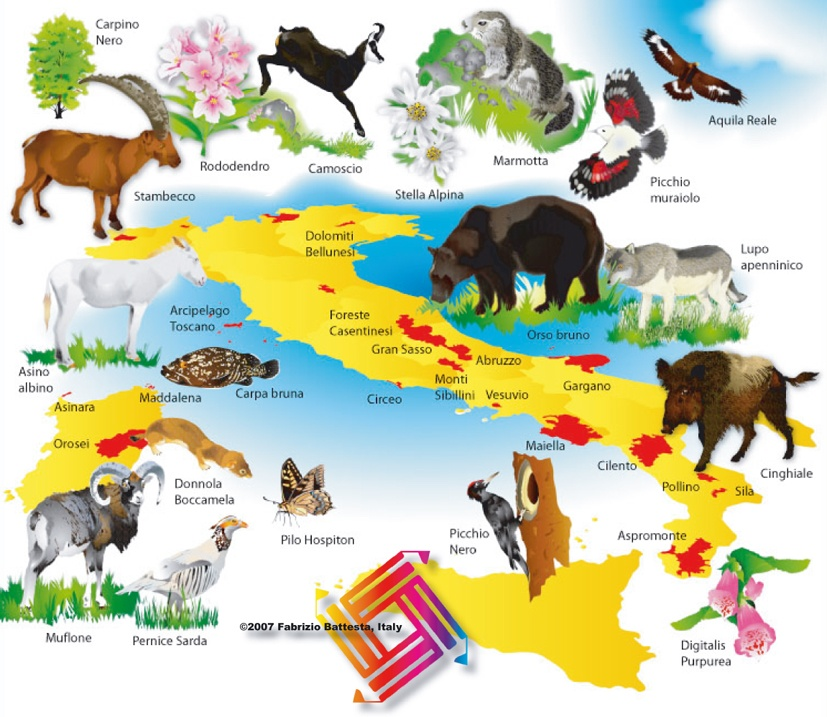 Carpino
Nero
Aquila Reale
Rododendro
Camoscio
Marmotta
Stambecco
Stella Alpina
Picchio
muraiolo
Dolomiti
Bellunesi
Lupo
apenninico
Arcipelago
Toscano
Foreste
Casentinesi
Orso bruno
Gran Sasso
Abruzzo
Asino
albino
Maddalena
Carpa bruna
Circeo
Monti
Sibillini
Vesuvio
Gargano
Asinara
Orosei
Maiella
Cilento
Cinghiale
Donnola
Boccamela
Pollino
Sila
Pilo Hospiton
Picchio
Nero
Aspromonte
©2007 Fabrizio Battesta, Italy
Muflone
Pernice Sarda
Digitalis
Purpurea